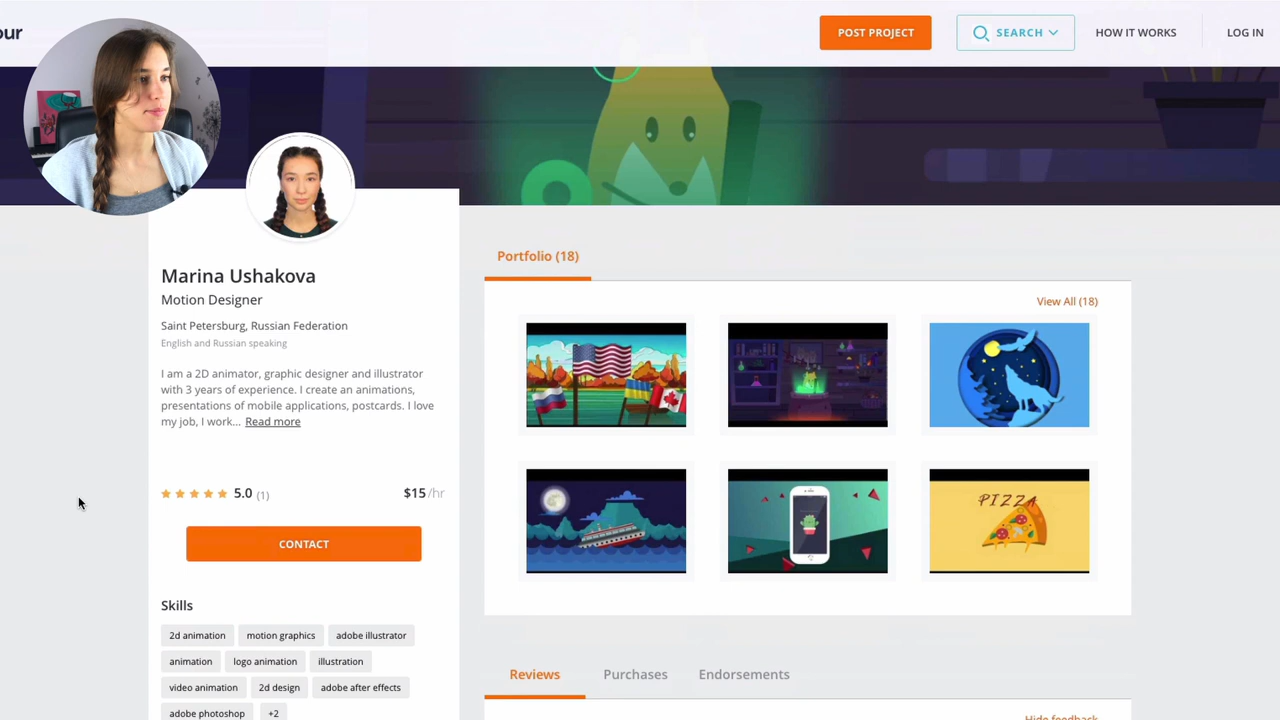 our
POST PROJECT
SEARCH
HOW IT WORKS
LOG IN
Marina Ushakova
Motion Designer
Saint Petersburg, Russian Federation
English and Russian speaking
I am a 2D animator, graphic designer and illustrator
with 3 years of experience. I create an animations,
presentations of mobile applications, postcards. I love
my job, I work... Read more
5.0 (1)
$15/hr
CONTACT
Skills
2d animation
motion graphics
adobe illustrator
animation
logo animation
illustration
video animation
2d design
adobe after effects
adobe photoshop
+2
Portfolio (18)
View All (18)
PIZZA
Reviews
Purchases
Endorsements
Hide feedback